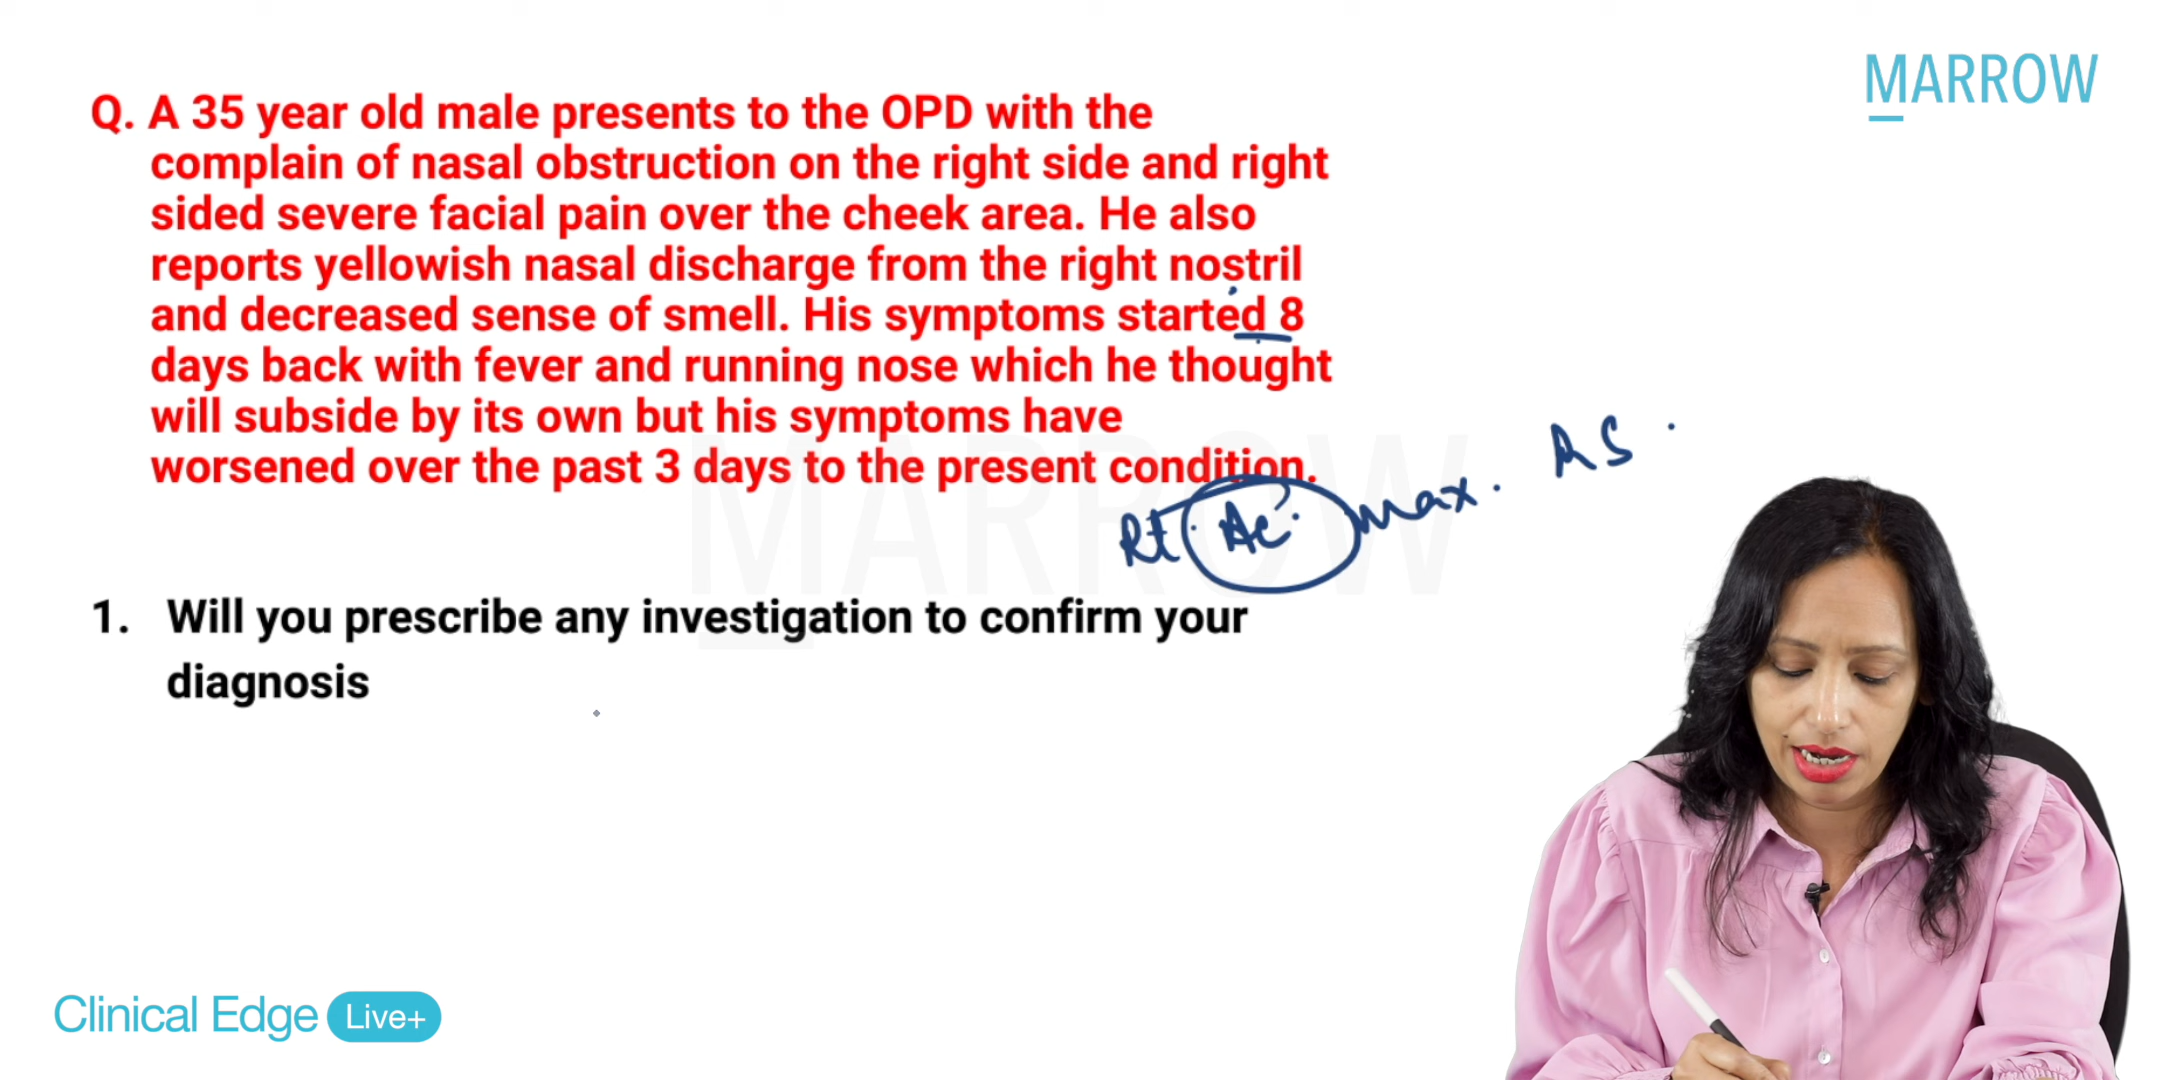 MARROW
Q. A 35 year old male presents to the OPD with the
complain of nasal obstruction on the right side and right
sided severe facial pain over the cheek area. He also
reports yellowish nasal discharge from the right nostril
and decreased sense of smell. His symptoms started 8
days back with fever and running nose which he thought
will subside by its own but his symptoms have
worsened over the past 3 days to the present condition.
Rt. Ac. max. RS.
MARROW
1. Will you prescribe any investigation to confirm your
diagnosis
Clinical Edge Live+